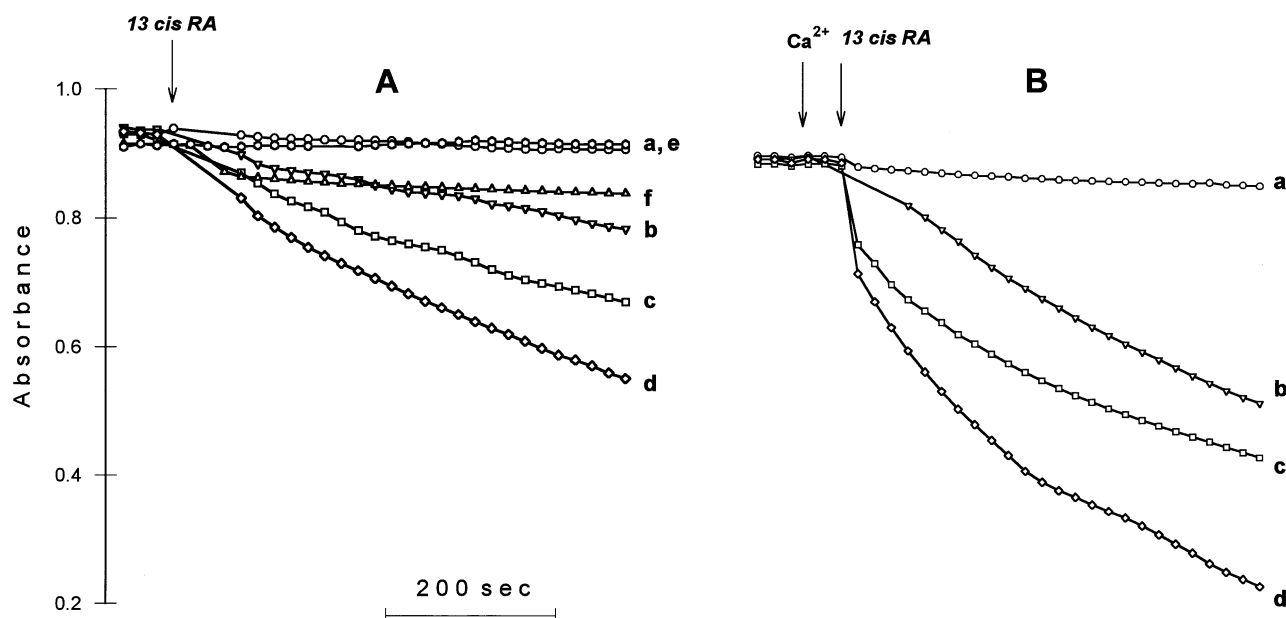 13 cis RA
A
Ca2+ 13 cis RA
B
1.0
0.8
0.6
0.4
0.2
Absorbance
a, e
f
b
c
d
a
b
c
d
200 sec